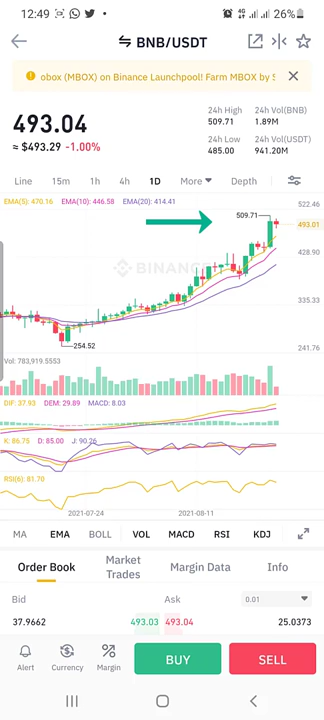 12:49
4G
26%
BNB/USDT
obox (MBOX) on Binance Launchpool! Farm MBOX by S
493.04
≈ $493.29 -1.00%
24h High
509.71
24h Vol(BNB)
1.89M
24h Low
485.00
24h Vol(USDT)
941.20M
Line 15m 1h 4h 1D More Depth
EMA(5): 470.16 EMA(10): 446.58 EMA(20): 414.41
522.46
509.71
493.01
428.90
BINANCE
335.33
254.52
241.76
Vol: 783,919.5553
DIF: 37.93 DEM: 29.89 MACD: 8.03
K: 86.75 D: 85.00 J: 90.26
RSI(6): 81.70
2021-07-24 2021-08-11
MA EMA BOLL VOL MACD RSI KDJ
Order Book
Market
Trades
Margin Data
Info
Bid
Ask
0.01
37.9662 493.03 493.04 25.0373
Alert
Currency
Margin
BUY
SELL